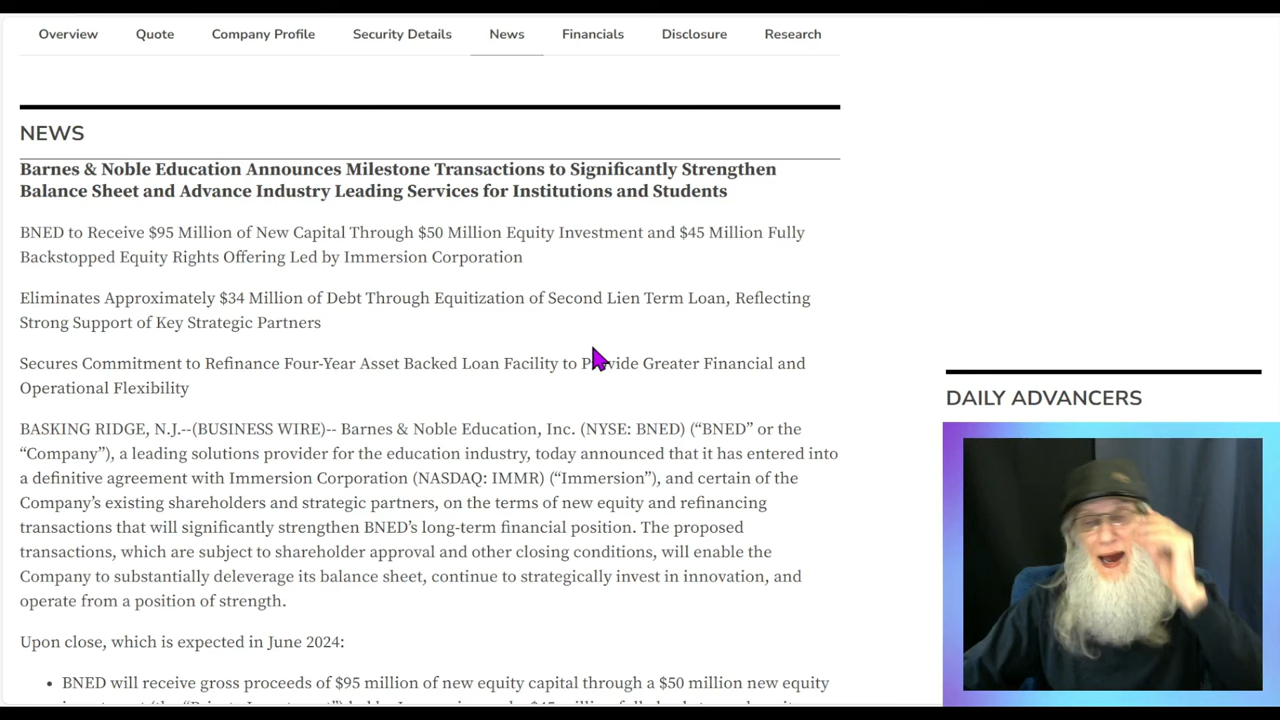 Overview Quote Company Profile Security Details News Financials Disclosure Research
NEWS
Barnes & Noble Education Announces Milestone Transactions to Significantly Strengthen
Balance Sheet and Advance Industry Leading Services for Institutions and Students
BNED to Receive $95 Million of New Capital Through $50 Million Equity Investment and $45 Million Fully
Backstopped Equity Rights Offering Led by Immersion Corporation
Eliminates Approximately $34 Million of Debt Through Equitization of Second Lien Term Loan, Reflecting
Strong Support of Key Strategic Partners
Secures Commitment to Refinance Four-Year Asset Backed Loan Facility to Provide Greater Financial and
Operational Flexibility
BASKING RIDGE, N.J.--(BUSINESS WIRE)-- Barnes & Noble Education, Inc. (NYSE: BNED) (“BNED” or the
“Company”), a leading solutions provider for the education industry, today announced that it has entered into
a definitive agreement with Immersion Corporation (NASDAQ: IMMR) (“Immersion”), and certain of the
Company’s existing shareholders and strategic partners, on the terms of new equity and refinancing
transactions that will significantly strengthen BNED’s long-term financial position. The proposed
transactions, which are subject to shareholder approval and other closing conditions, will enable the
Company to substantially deleverage its balance sheet, continue to strategically invest in innovation, and
operate from a position of strength.
Upon close, which is expected in June 2024:
• BNED will receive gross proceeds of $95 million of new equity capital through a $50 million new equity
DAILY ADVANCERS